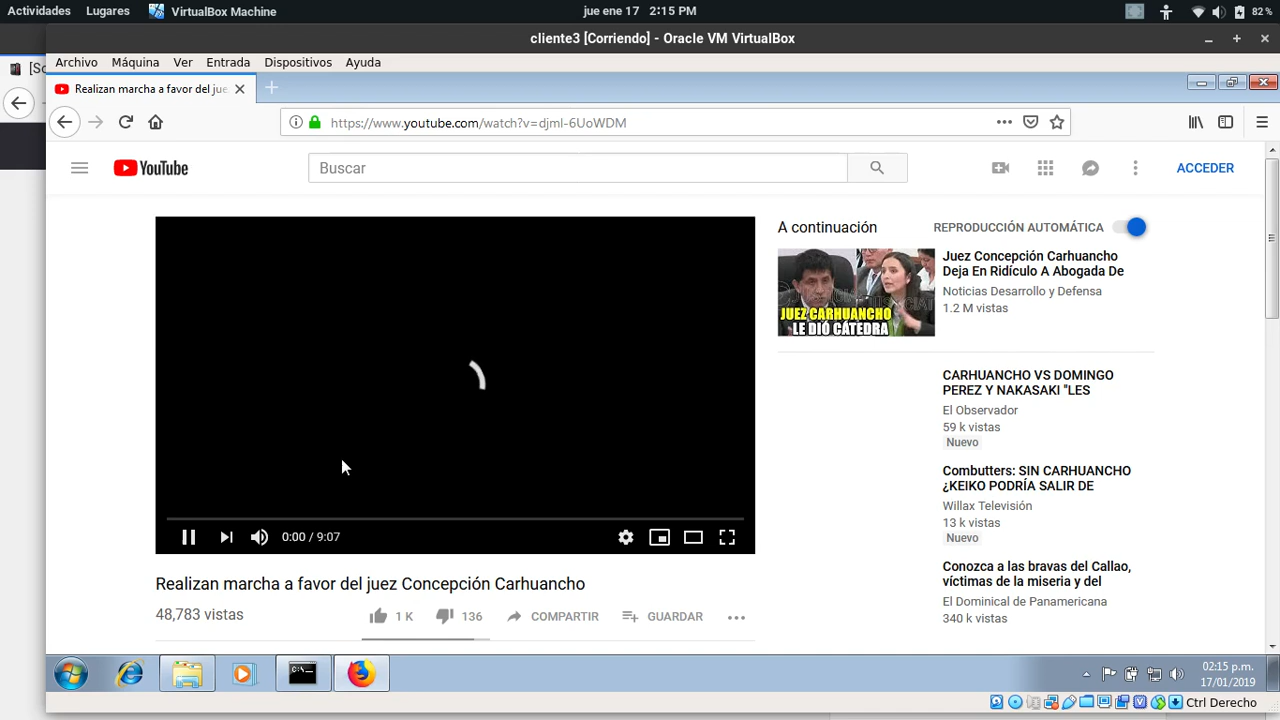 Actividades Lugares VirtualBox Machine jue ene 17 2:15 PM 82 %
cliente3 [Corriendo] - Oracle VM VirtualBox
Archivo Máquina Ver Entrada Dispositivos Ayuda
Realizan marcha a favor del jue
https://www.youtube.com/watch?v=djml-6UoWDM
YouTube Buscar ACCEDER
A continuación REPRODUCCIÓN AUTOMÁTICA
JUEZ CARHUANCHO
LE DIÓ CÁTEDRA
Juez Concepción Carhuancho
Deja En Ridículo A Abogada De
Noticias Desarrollo y Defensa
1.2 M vistas
CARHUANCHO VS DOMINGO
PEREZ Y NAKASAKI "LES
El Observador
59 k vistas
Nuevo
Combutters: SIN CARHUANCHO
¿KEIKO PODRÍA SALIR DE
Willax Televisión
13 k vistas
Nuevo
Conozca a las bravas del Callao,
víctimas de la miseria y del
El Dominical de Panamericana
340 k vistas
0:00 / 9:07
Realizan marcha a favor del juez Concepción Carhuancho
48,783 vistas 1 K 136 COMPARTIR GUARDAR
02:15 p.m.
17/01/2019
Ctrl Derecho